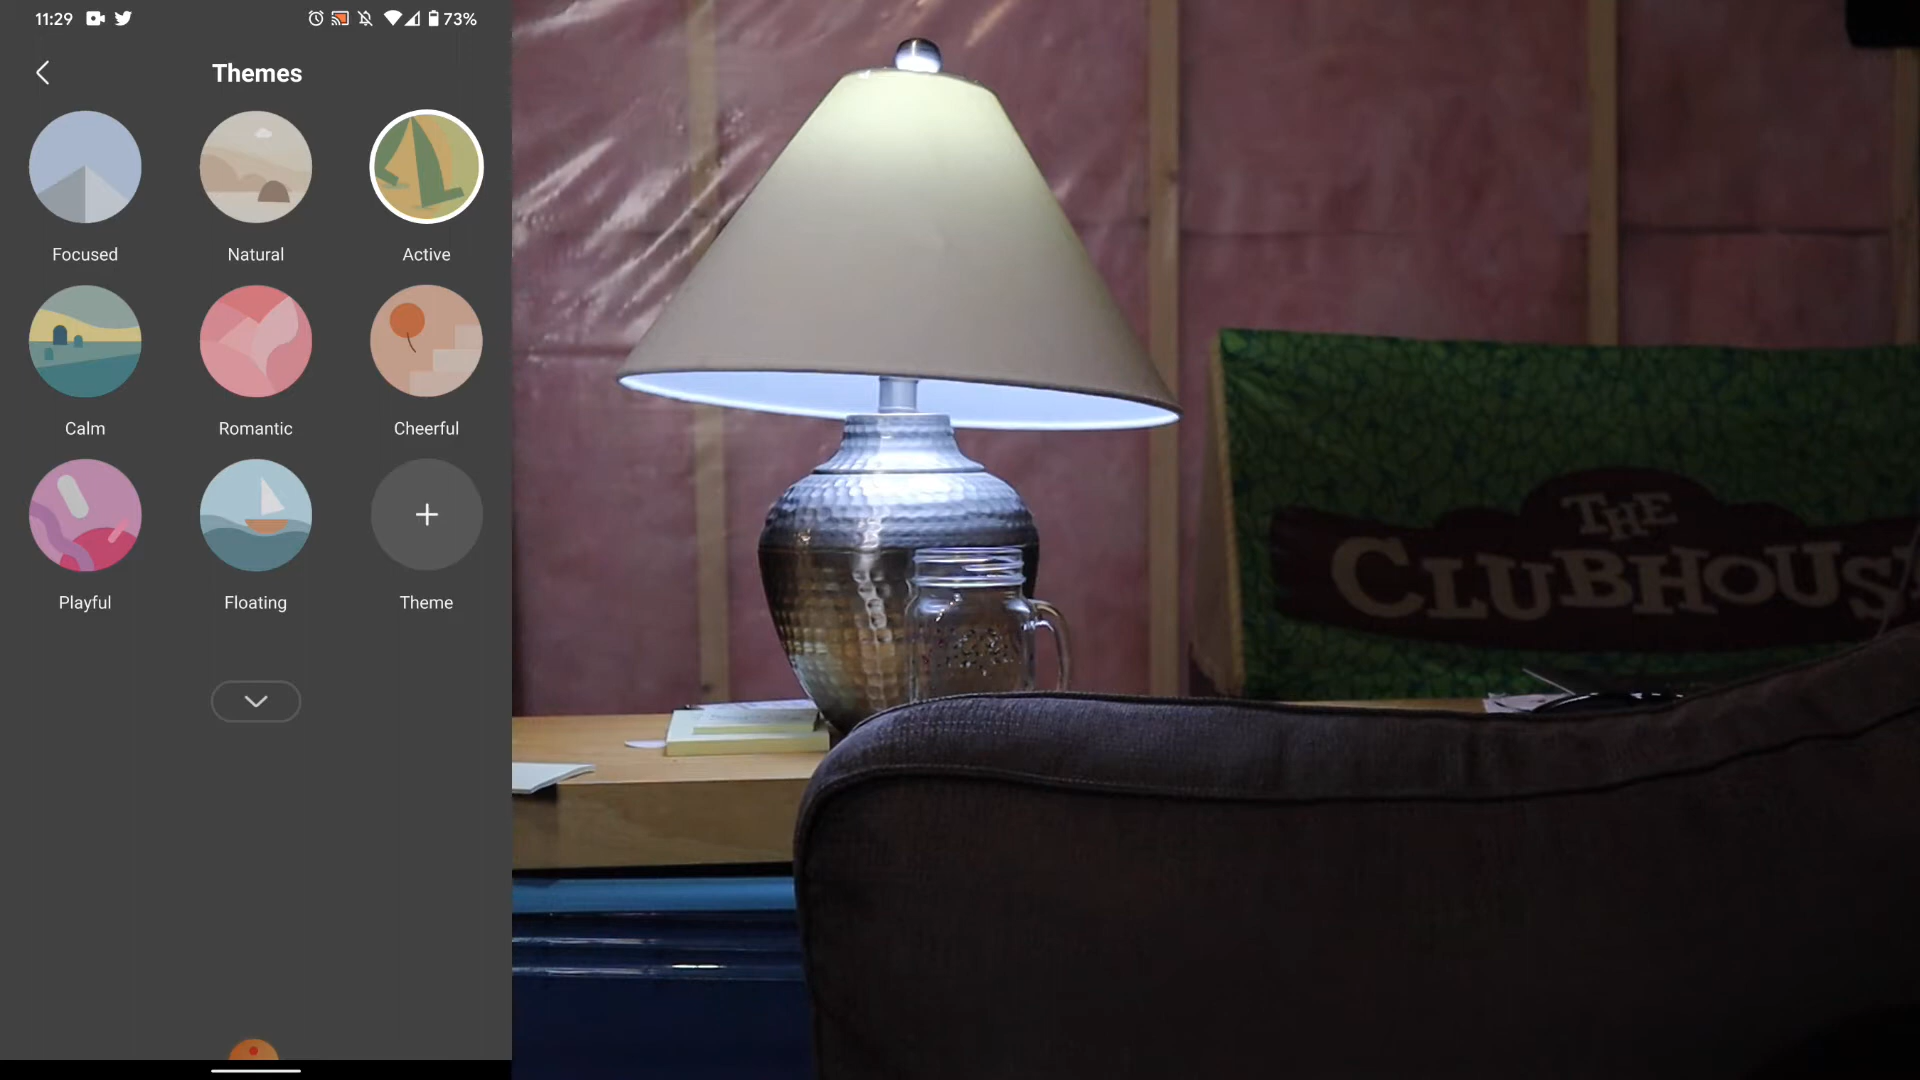 11:29
73%
Themes
Focused
Natural
Active
Calm
Romantic
Cheerful
Playful
Floating
Theme
THE
CLUBHOUS